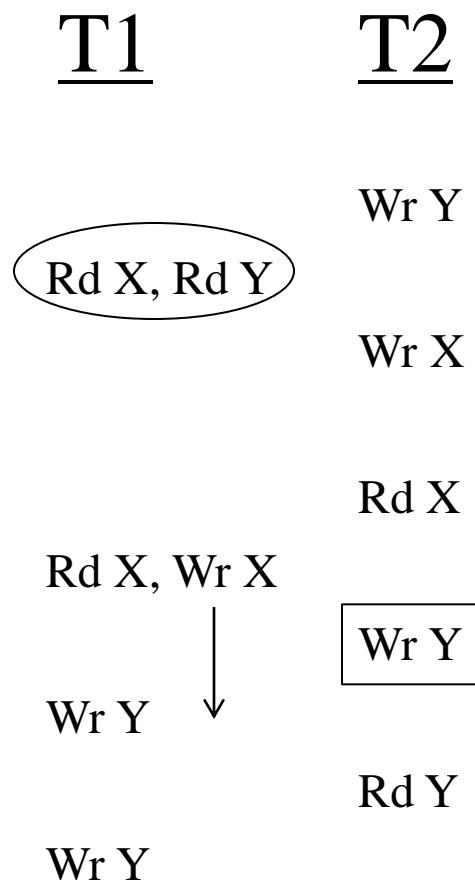 T1 T2
Wr Y
Rd X, Rd Y
Wr X
Rd X
Rd X, Wr X
Wr Y
Wr Y
Rd Y
Wr Y